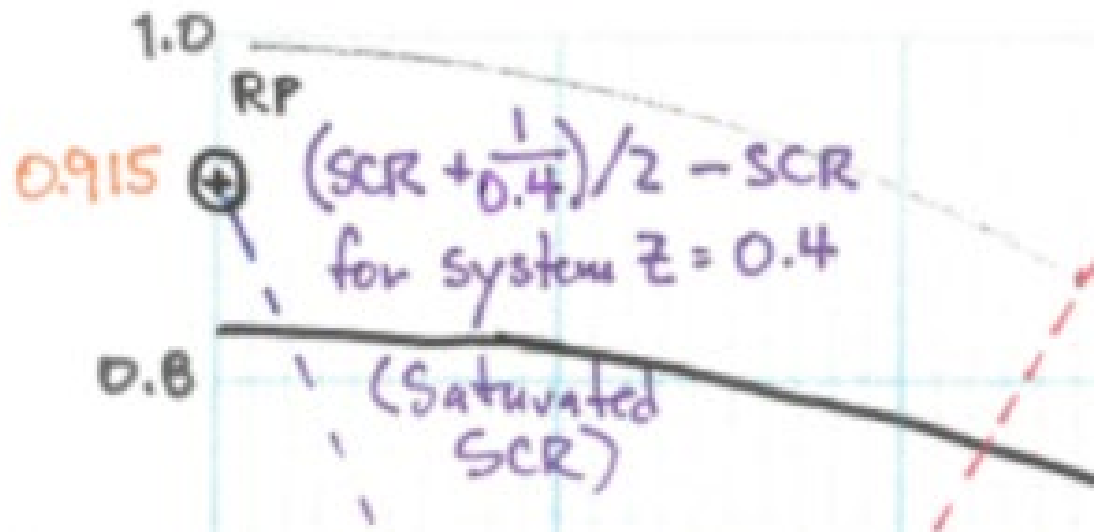 1.0
RP
0.915
(SCR + 1/0.4)/2 - SCR
for system Z = 0.4
0.8
(Saturated
SCR)